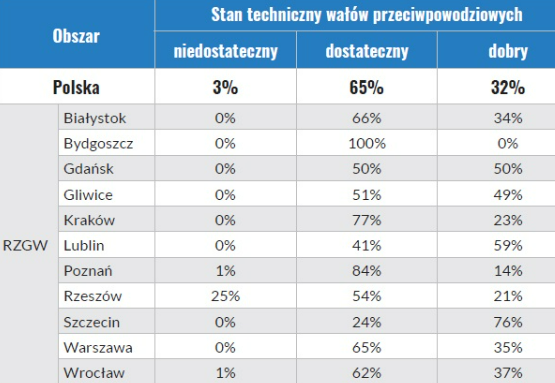 Obszar
Stan techniczny wałów przeciwpowodziowych
niedostateczny dostateczny dobry
Polska 3% 65% 32%
RZGW
Białystok 0% 66% 34%
Bydgoszcz 0% 100% 0%
Gdańsk 0% 50% 50%
Gliwice 0% 51% 49%
Kraków 0% 77% 23%
Lublin 0% 41% 59%
Poznań 1% 84% 14%
Rzeszów 25% 54% 21%
Szczecin 0% 24% 76%
Warszawa 0% 65% 35%
Wrocław 1% 62% 37%